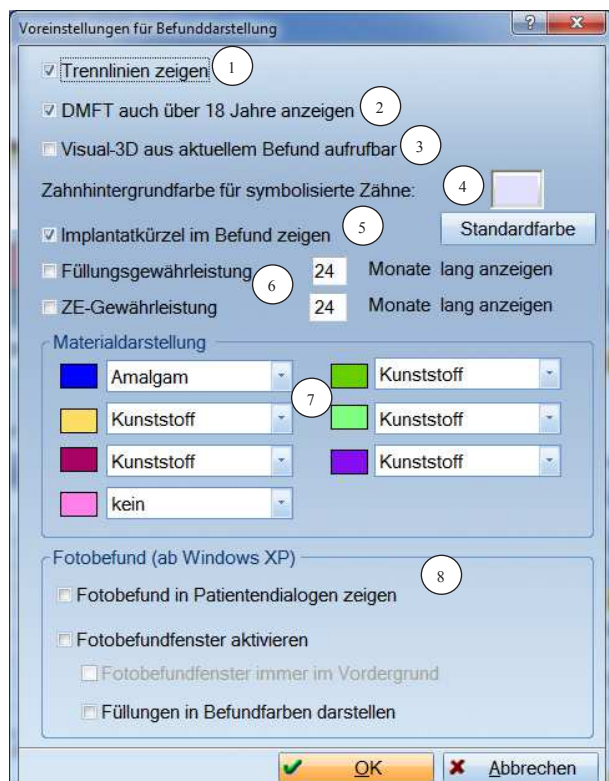 Voreinstellungen für Befunddarstellung ?
Trennlinien zeigen 1
DMFT auch über 18 Jahre anzeigen 2
Visual-3D aus aktuellem Befund aufrufbar 3
Zahnhintergrundfarbe für symbolisierte Zähne: 4
Implantatkürzel im Befund zeigen 5 Standardfarbe
Füllungsgewährleistung 24 Monate lang anzeigen
6
ZE-Gewährleistung 24 Monate lang anzeigen
Materialdarstellung
Amalgam Kunststoff
7
Kunststoff Kunststoff
Kunststoff Kunststoff
kein
Fotobefund (ab Windows XP) 8
Fotobefund in Patientendialogen zeigen
Fotobefundfenster aktivieren
Fotobefundfenster immer im Vordergrund
Füllungen in Befundfarben darstellen
OK Abbrechen